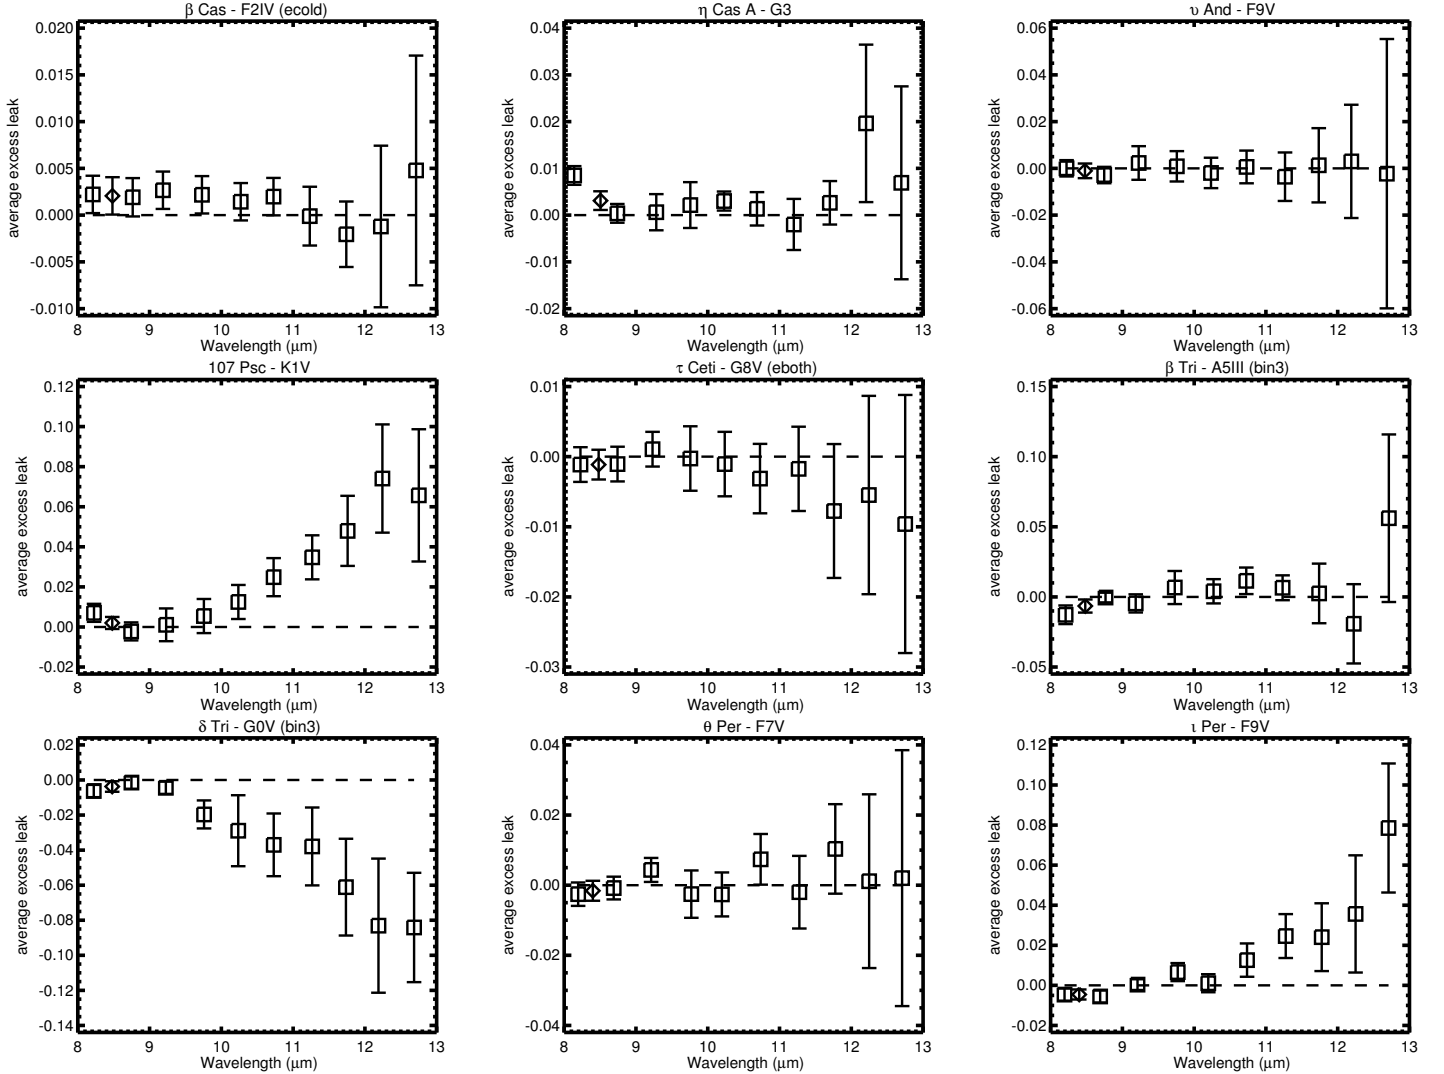 β Cas - F2IV (ecold)
average excess leak
0.020
0.015
0.010
0.005
0.000
-0.005
-0.010
8 9 10 11 12 13
Wavelength (μm)
η Cas A - G3
average excess leak
0.04
0.03
0.02
0.01
0.00
-0.01
-0.02
8 9 10 11 12 13
Wavelength (μm)
υ And - F9V
average excess leak
0.06
0.04
0.02
0.00
-0.02
-0.04
-0.06
8 9 10 11 12 13
Wavelength (μm)
107 Psc - K1V
average excess leak
0.12
0.10
0.08
0.06
0.04
0.02
0.00
-0.02
8 9 10 11 12 13
Wavelength (μm)
τ Ceti - G8V (eboth)
average excess leak
0.01
0.00
-0.01
-0.02
-0.03
8 9 10 11 12 13
Wavelength (μm)
β Tri - A5III (bin3)
average excess leak
0.15
0.10
0.05
0.00
-0.05
8 9 10 11 12 13
Wavelength (μm)
δ Tri - G0V (bin3)
average excess leak
0.02
0.00
-0.02
-0.04
-0.06
-0.08
-0.10
-0.12
-0.14
8 9 10 11 12 13
Wavelength (μm)
θ Per - F7V
average excess leak
0.04
0.02
0.00
-0.02
-0.04
8 9 10 11 12 13
Wavelength (μm)
ι Per - F9V
average excess leak
0.12
0.10
0.08
0.06
0.04
0.02
0.00
-0.02
8 9 10 11 12 13
Wavelength (μm)